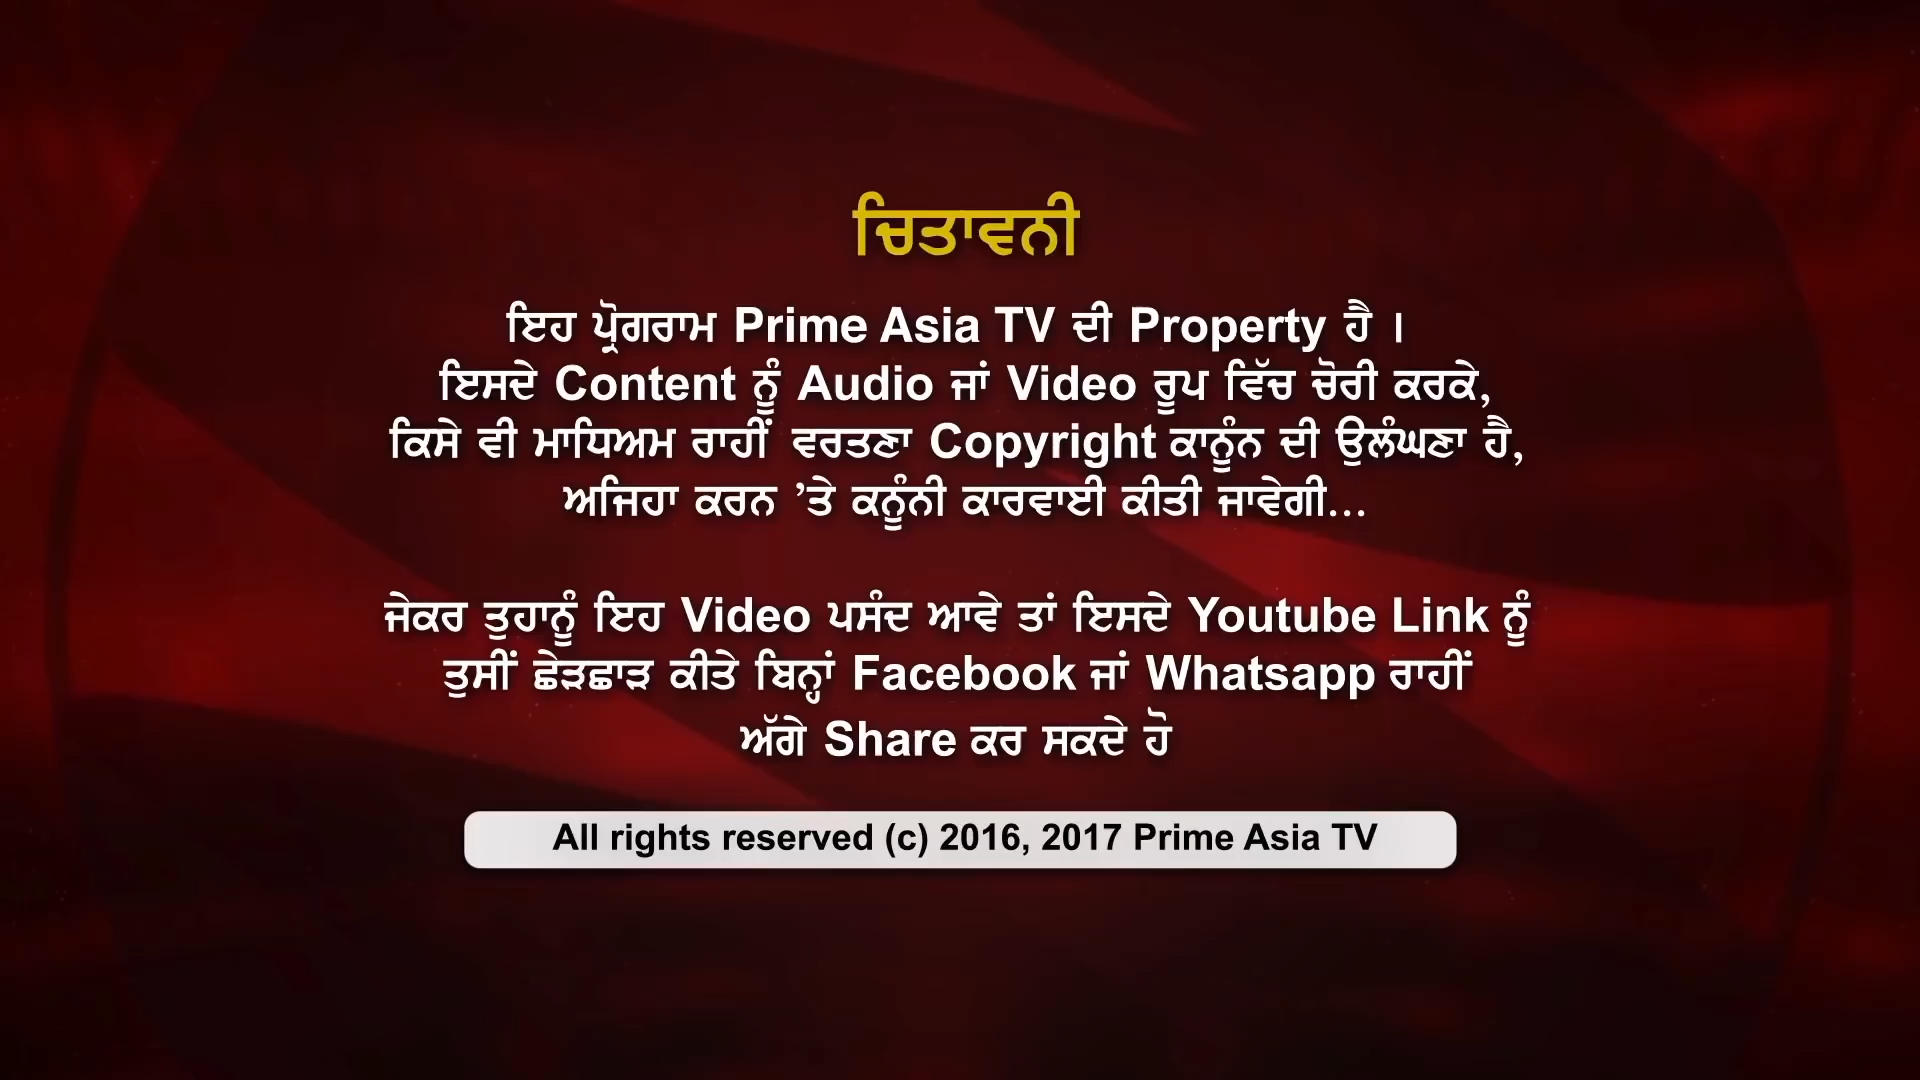 ਚਿਤਾਵਨੀ
ਇਹ ਪ੍ਰੋਗਰਾਮ Prime Asia TV ਦੀ Property ਹੈ ।
ਇਸਦੇ Content ਨੂੰ Audio ਜਾਂ Video ਰੂਪ ਵਿੱਚ ਚੋਰੀ ਕਰਕੇ,
ਕਿਸੇ ਵੀ ਮਾਧਿਅਮ ਰਾਹੀਂ ਵਰਤਣਾ Copyright ਕਾਨੂੰਨ ਦੀ ਉਲੰਘਣਾ ਹੈ,
ਅਜਿਹਾ ਕਰਨ ’ਤੇ ਕਨੂੰਨੀ ਕਾਰਵਾਈ ਕੀਤੀ ਜਾਵੇਗੀ...
ਜੇਕਰ ਤੁਹਾਨੂੰ ਇਹ Video ਪਸੰਦ ਆਵੇ ਤਾਂ ਇਸਦੇ Youtube Link ਨੂੰ
ਤੁਸੀਂ ਛੇੜਛਾੜ ਕੀਤੇ ਬਿਨ੍ਹਾਂ Facebook ਜਾਂ Whatsapp ਰਾਹੀਂ
ਅੱਗੇ Share ਕਰ ਸਕਦੇ ਹੋ
All rights reserved (c) 2016, 2017 Prime Asia TV